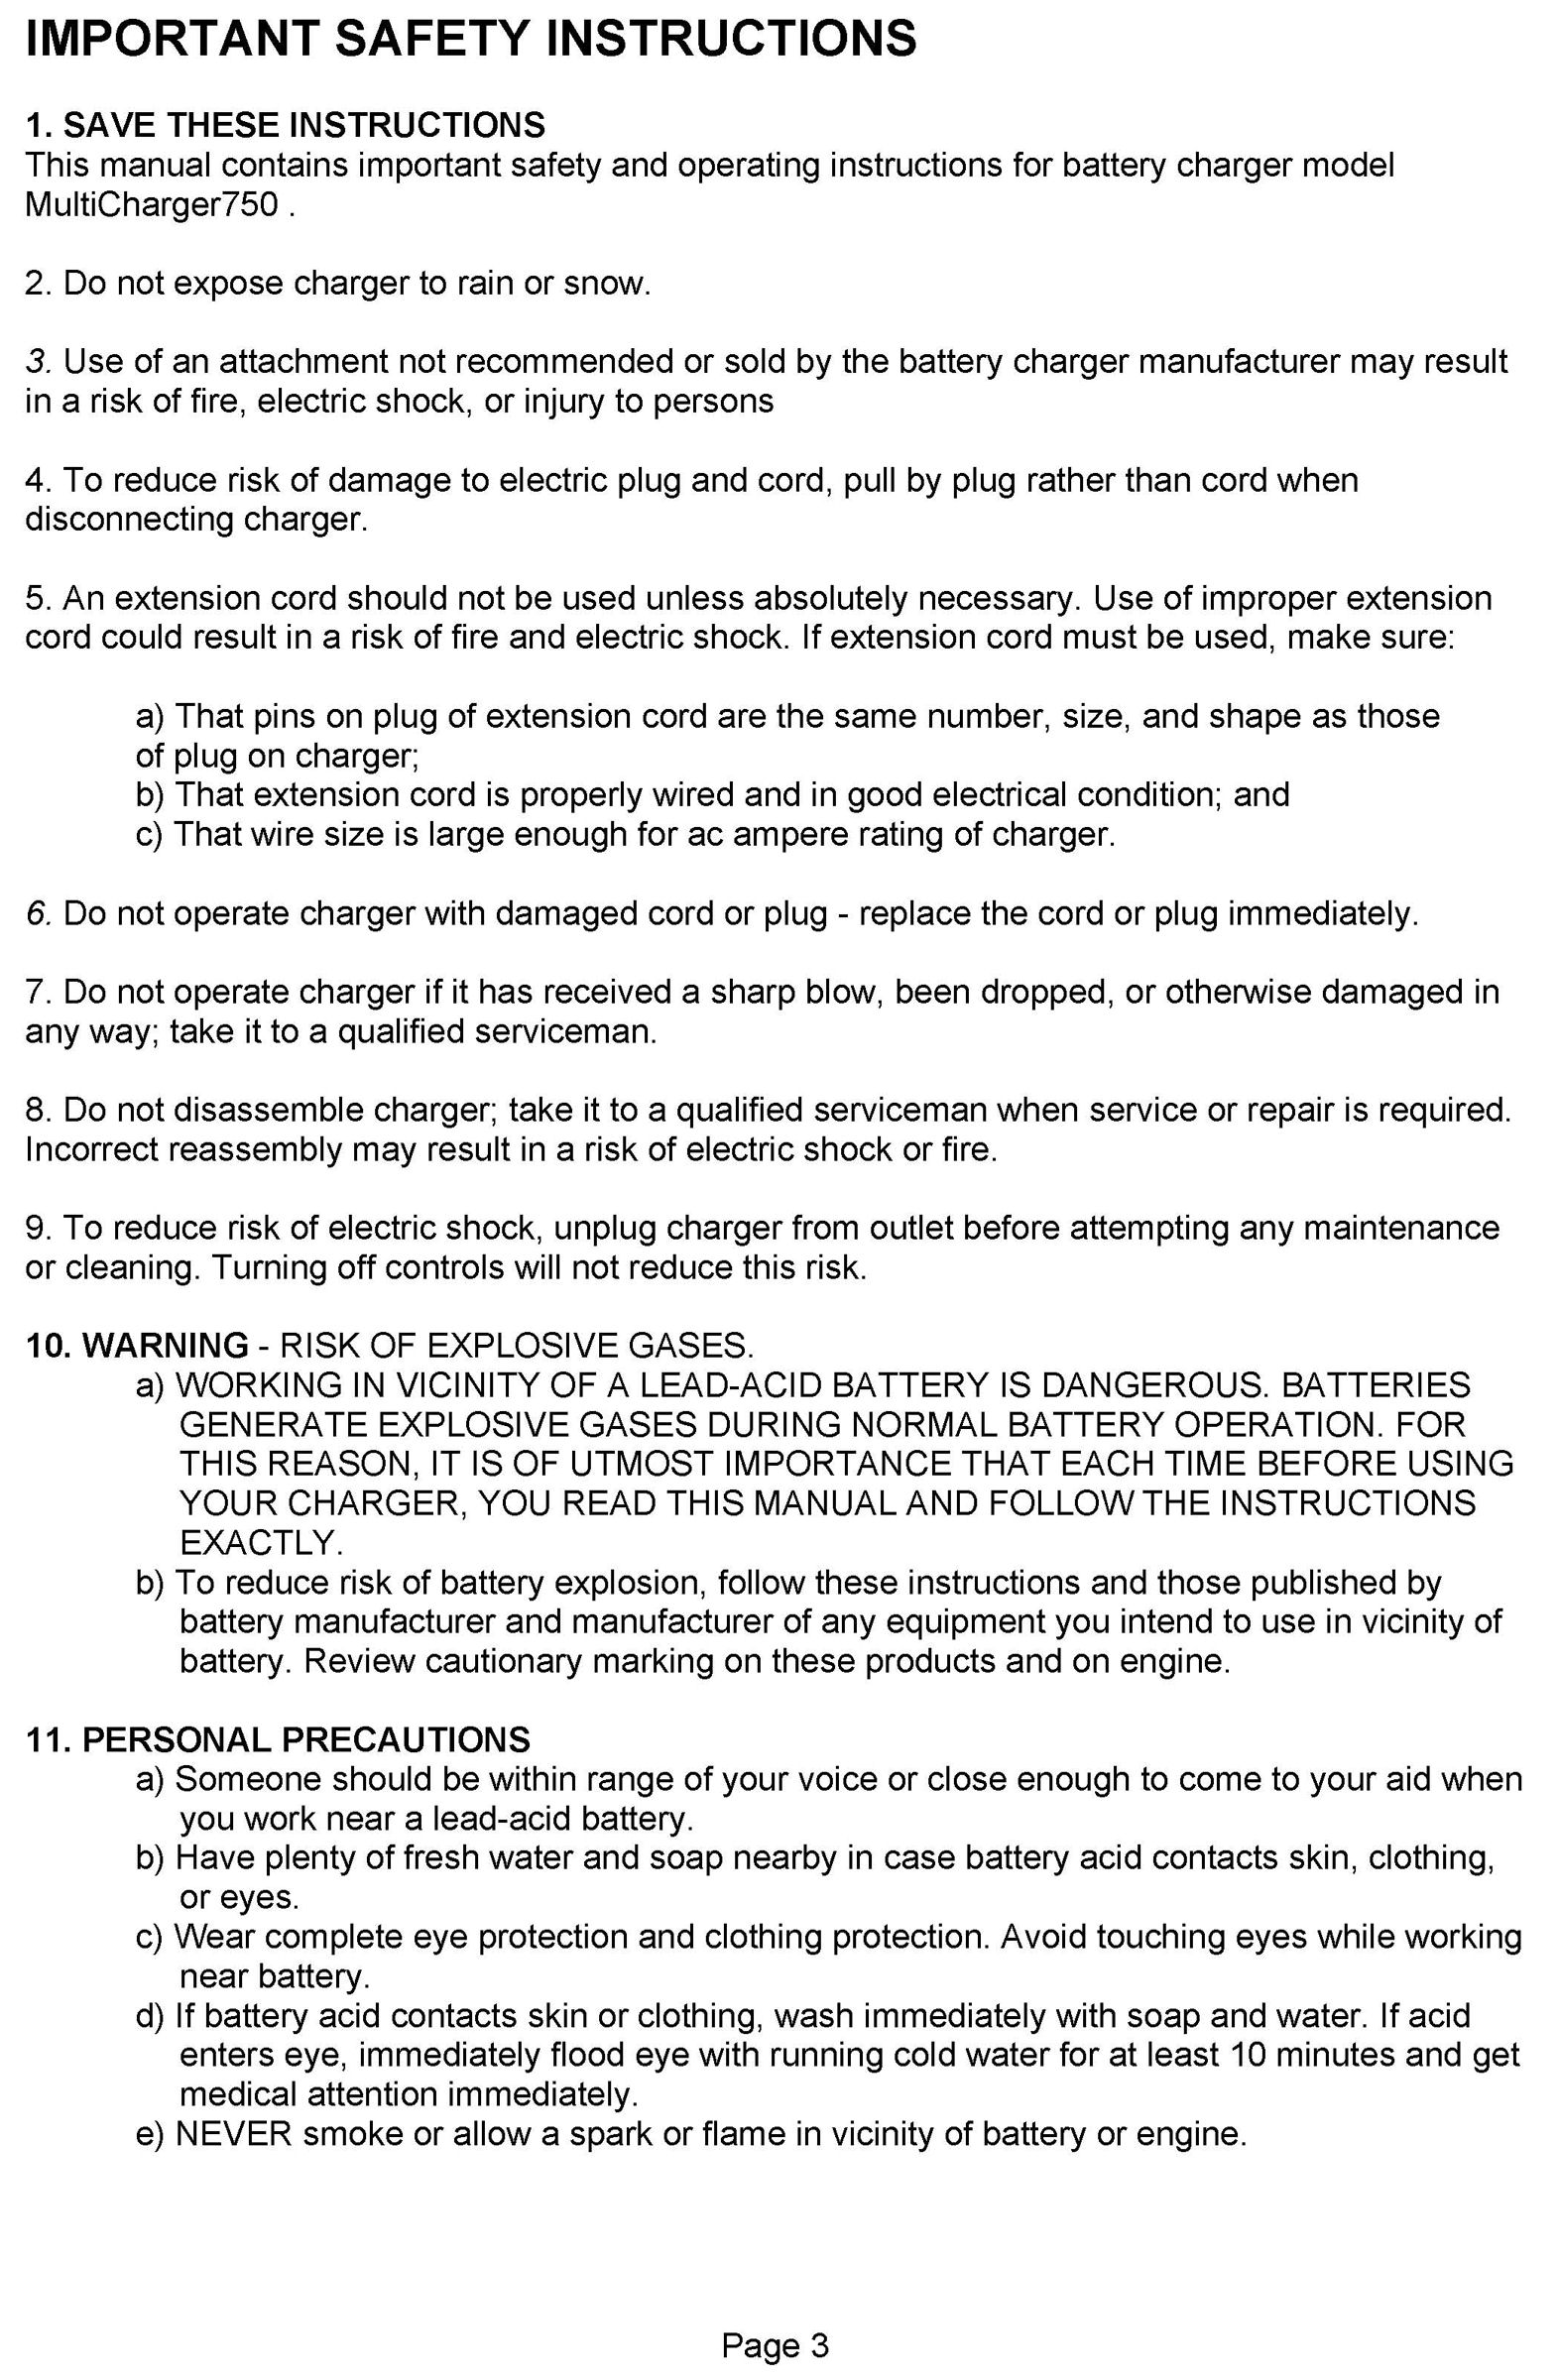 IMPORTANT SAFETY INSTRUCTIONS
1. SAVE THESE INSTRUCTIONS
This manual contains important safety and operating instructions for battery charger model
MultiCharger750 .
2. Do not expose charger to rain or snow.
3. Use of an attachment not recommended or sold by the battery charger manufacturer may result
in a risk of fire, electric shock, or injury to persons
4. To reduce risk of damage to electric plug and cord, pull by plug rather than cord when
disconnecting charger.
5. An extension cord should not be used unless absolutely necessary. Use of improper extension
cord could result in a risk of fire and electric shock. If extension cord must be used, make sure:
a) That pins on plug of extension cord are the same number, size, and shape as those
of plug on charger;
b) That extension cord is properly wired and in good electrical condition; and
c) That wire size is large enough for ac ampere rating of charger.
6. Do not operate charger with damaged cord or plug - replace the cord or plug immediately.
7. Do not operate charger if it has received a sharp blow, been dropped, or otherwise damaged in
any way; take it to a qualified serviceman.
8. Do not disassemble charger; take it to a qualified serviceman when service or repair is required.
Incorrect reassembly may result in a risk of electric shock or fire.
9. To reduce risk of electric shock, unplug charger from outlet before attempting any maintenance
or cleaning. Turning off controls will not reduce this risk.
10. WARNING - RISK OF EXPLOSIVE GASES.
a) WORKING IN VICINITY OF A LEAD-ACID BATTERY IS DANGEROUS. BATTERIES
GENERATE EXPLOSIVE GASES DURING NORMAL BATTERY OPERATION. FOR
THIS REASON, IT IS OF UTMOST IMPORTANCE THAT EACH TIME BEFORE USING
YOUR CHARGER, YOU READ THIS MANUAL AND FOLLOW THE INSTRUCTIONS
EXACTLY.
b) To reduce risk of battery explosion, follow these instructions and those published by
battery manufacturer and manufacturer of any equipment you intend to use in vicinity of
battery. Review cautionary marking on these products and on engine.
11. PERSONAL PRECAUTIONS
a) Someone should be within range of your voice or close enough to come to your aid when
you work near a lead-acid battery.
b) Have plenty of fresh water and soap nearby in case battery acid contacts skin, clothing,
or eyes.
c) Wear complete eye protection and clothing protection. Avoid touching eyes while working
near battery.
d) If battery acid contacts skin or clothing, wash immediately with soap and water. If acid
enters eye, immediately flood eye with running cold water for at least 10 minutes and get
medical attention immediately.
e) NEVER smoke or allow a spark or flame in vicinity of battery or engine.
Page 3